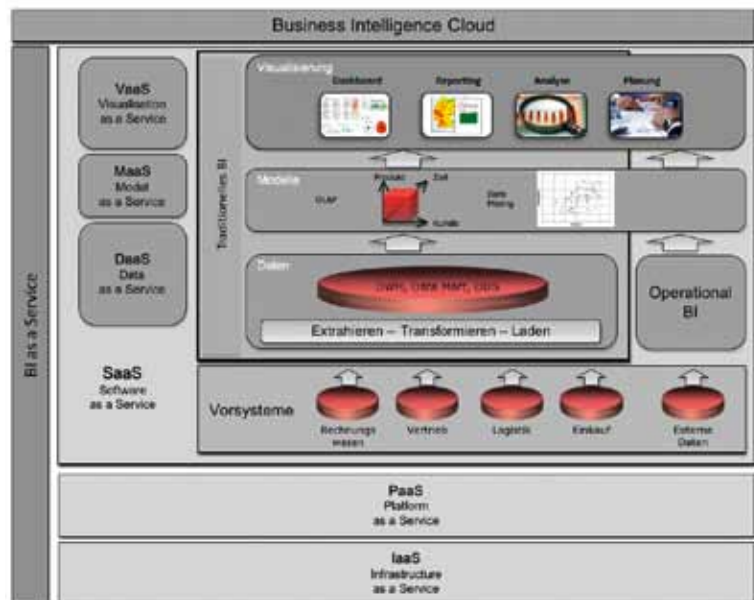 Business Intelligence Cloud
BI as a Service
VaaS
Visualisation
as a Service
MaaS
Model
as a Service
DaaS
Data
as a Service
SaaS
Software
as a Service
Traditionelles BI
Visualisierung
Dashboard
Reporting
Analyse
Planung
Modelle
OLAP
Produkt
Zeit
Kunde
Data
Mining
Daten
DWH, Data Mart, ODS
Extrahieren – Transformieren – Laden
Operational
BI
Vorsysteme
Rechnungs
wesen
Vertrieb
Logistik
Einkauf
Externe
Daten
PaaS
Platform
as a Service
IaaS
Infrastructure
as a Service